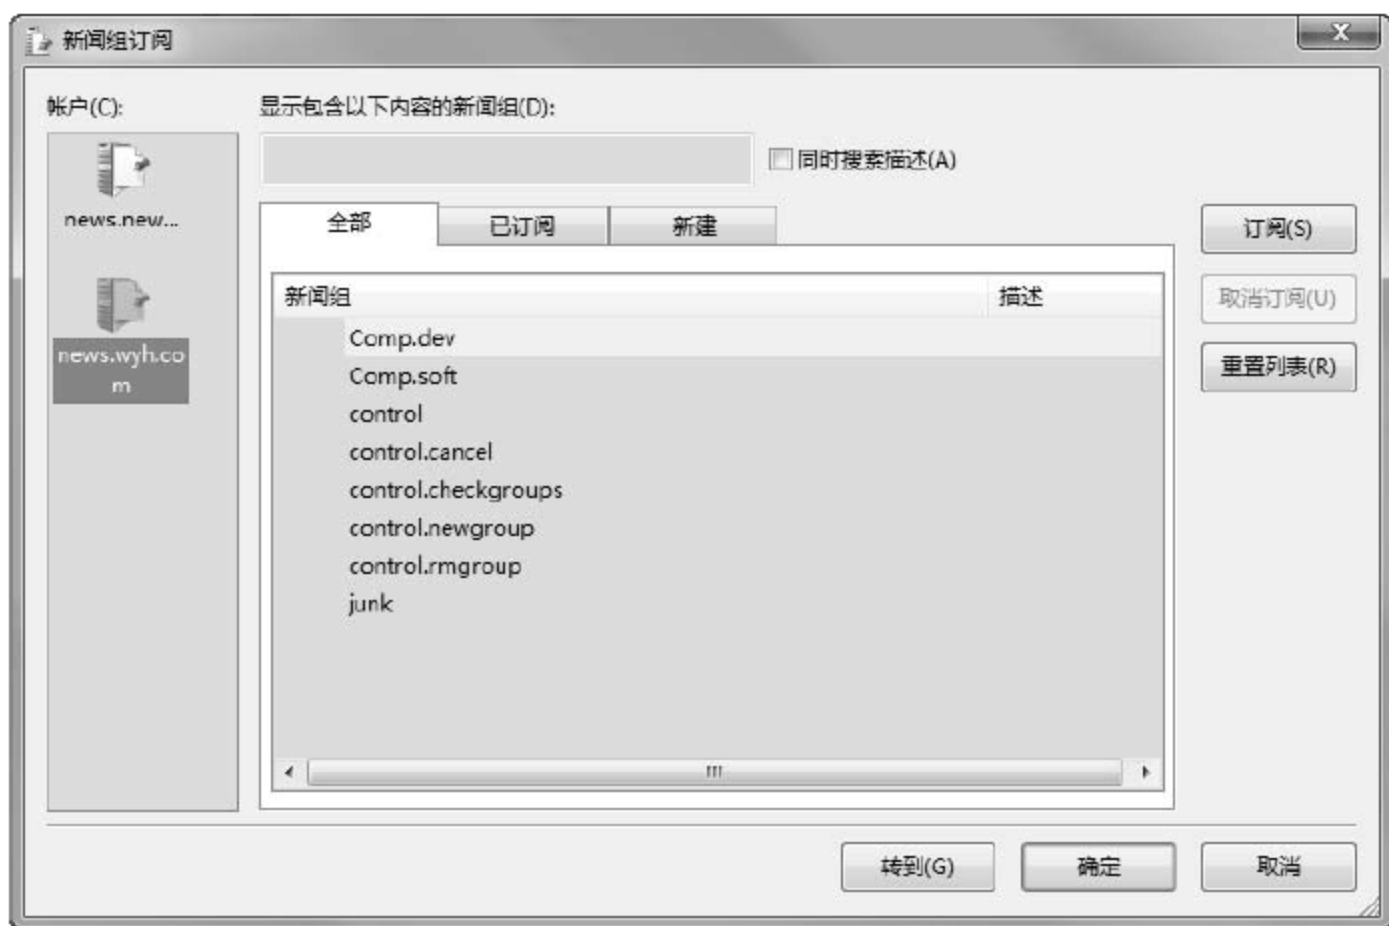 新闻组订阅
帐户(C):
显示包含以下内容的新闻组(D):
同时搜索描述(A)
news.new...
news.wyh.co
m
全部
已订阅
新建
订阅(S)
取消订阅(U)
重置列表(R)
新闻组
描述
Comp.dev
Comp.soft
control
control.cancel
control.checkgroups
control.newgroup
control.rmgroup
junk
转到(G)
确定
取消